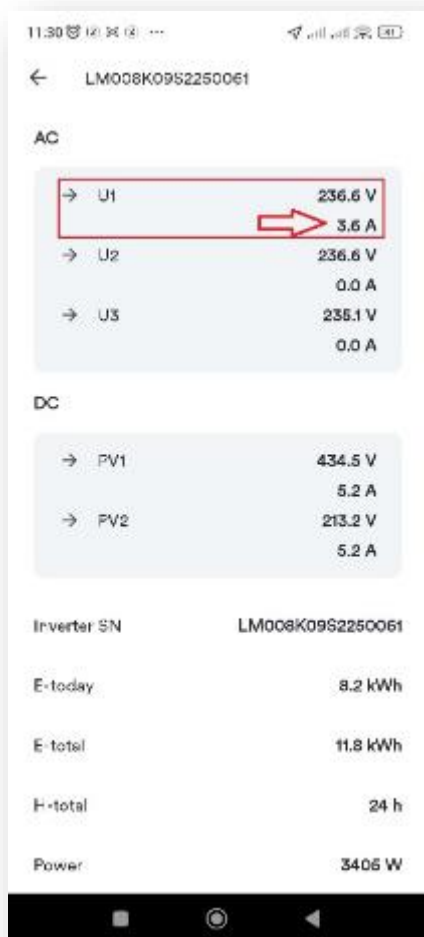 11:30
LM008K09S2250061
AC
U1 236.6 V
3.6 A
U2 236.6 V
0.0 A
U3 235.1 V
0.0 A
DC
PV1 434.5 V
5.2 A
PV2 213.2 V
5.2 A
Inverter SN LM008K09S2250061
E-today 8.2 kWh
E-total 11.8 kWh
H-total 24 h
Power 3406 W